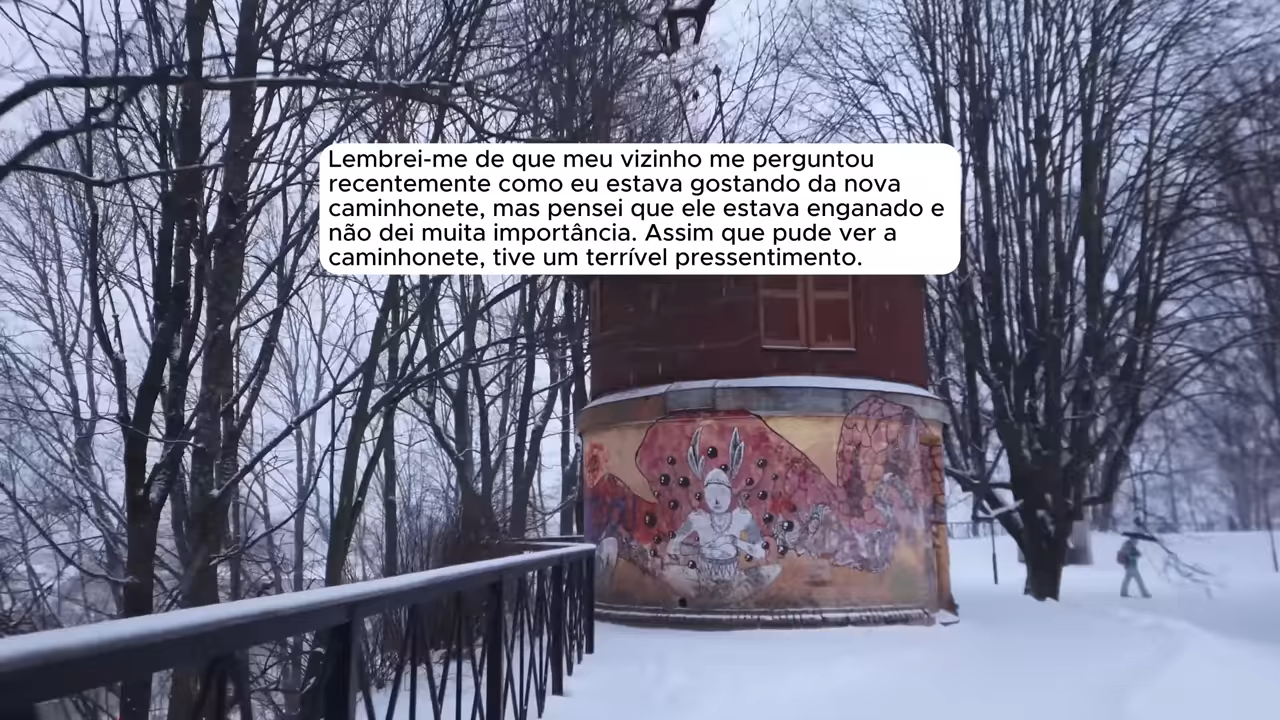 Lembrei-me de que meu vizinho me perguntou
recentemente como eu estava gostando da nova
caminhonete, mas pensei que ele estava enganado e
não dei muita importância. Assim que pude ver a
caminhonete, tive um terrível pressentimento.